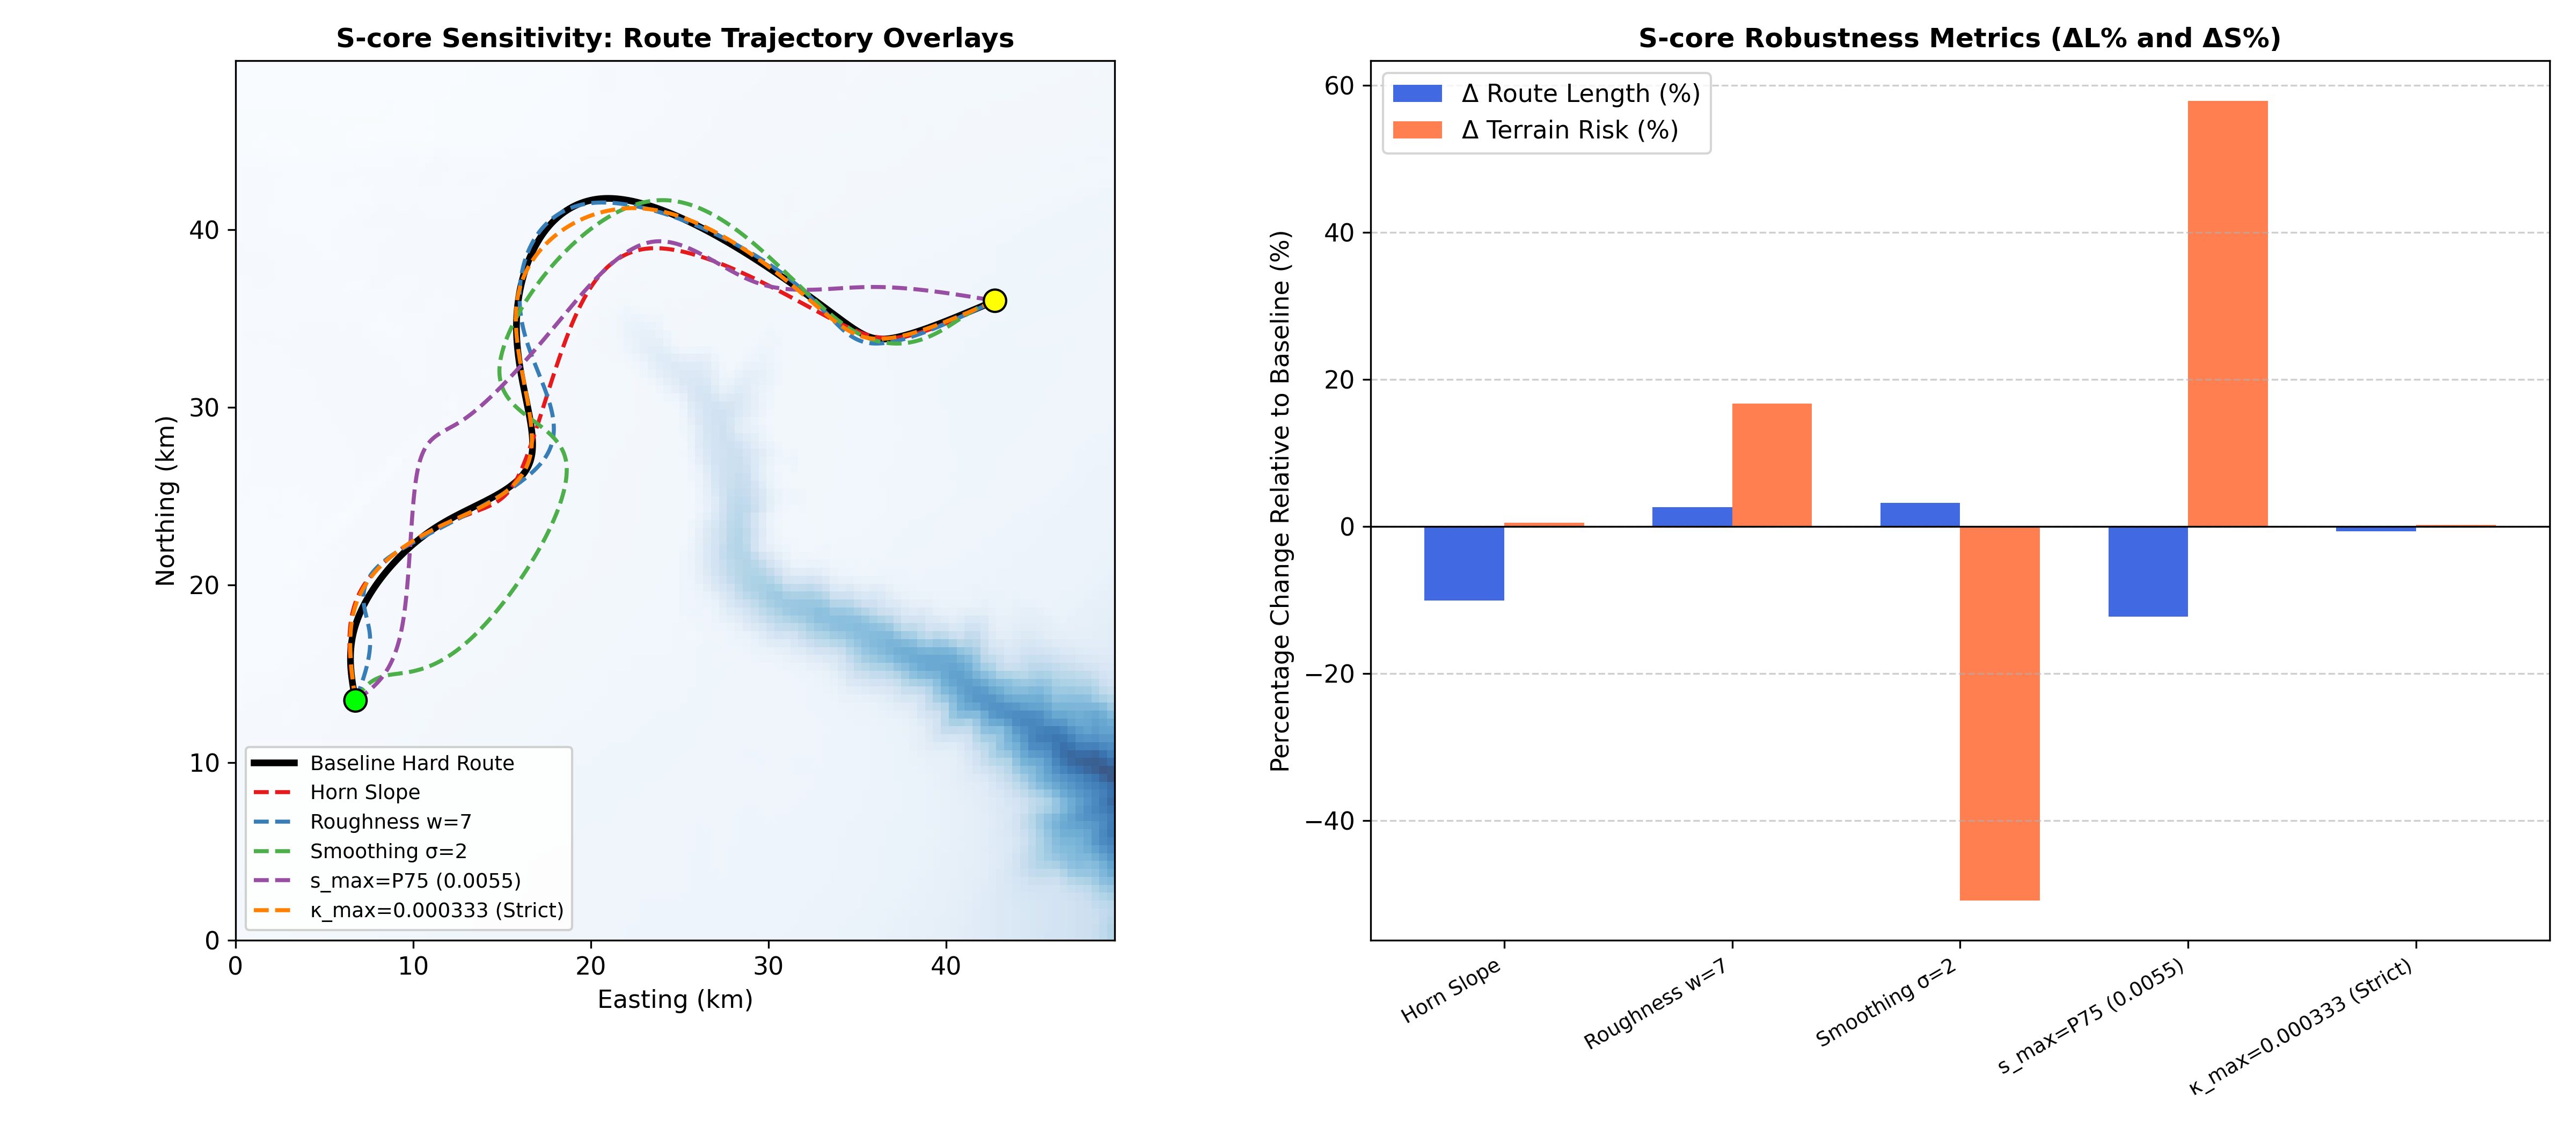 S-core Sensitivity: Route Trajectory Overlays
Northing (km)
40
30
20
10
0
Baseline Hard Route
Horn Slope
Roughness w=7
Smoothing σ=2
s_max=P75 (0.0055)
κ_max=0.000333 (Strict)
0 10 20 30 40
Easting (km)
S-core Robustness Metrics (ΔL% and ΔS%)
Percentage Change Relative to Baseline (%)
60
40
20
0
−20
−40
Δ Route Length (%)
Δ Terrain Risk (%)
Horn Slope
Roughness w=7
Smoothing σ=2
s_max=P75 (0.0055)
κ_max=0.000333 (Strict)